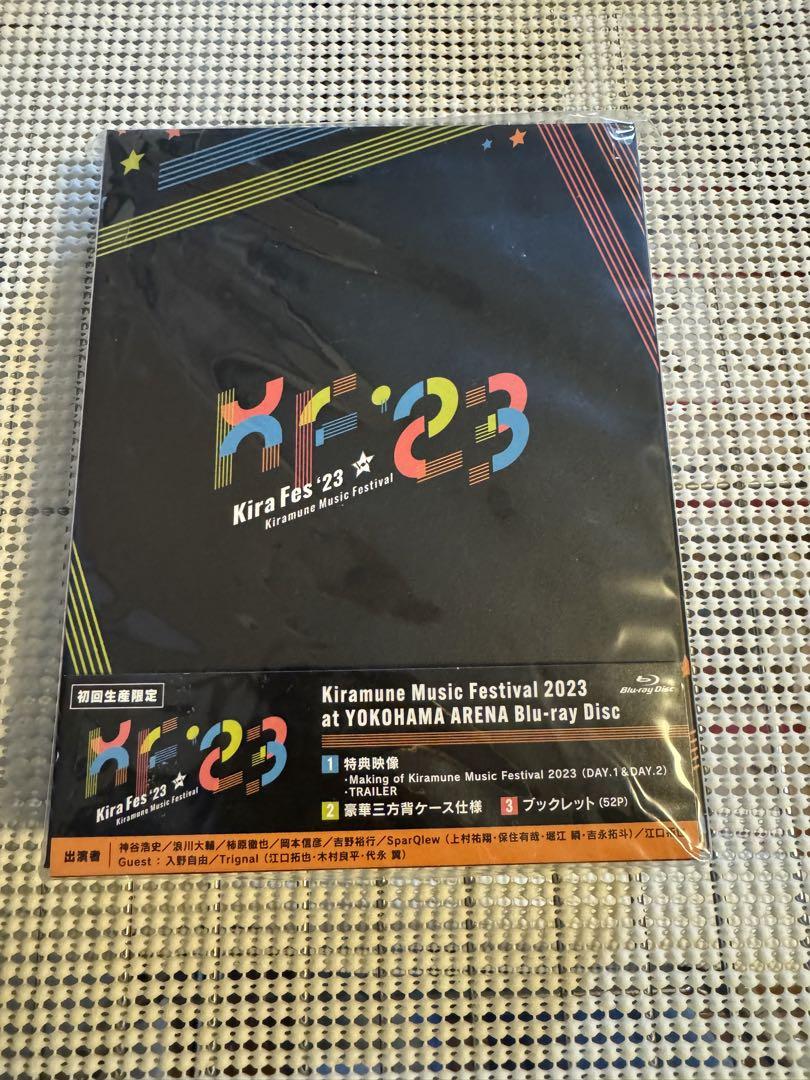 KF '23
Kira Fes '23
Kiramune Music Festival
初回生産限定
KF '23
Kira Fes '23
Kiramune Music Festival
Kiramune Music Festival 2023
at YOKOHAMA ARENA Blu-ray Disc
Blu-ray Disc
1 特典映像
・Making of Kiramune Music Festival 2023 (DAY.1&DAY.2)
・TRAILER
2 豪華三方背ケース仕様 3 ブックレット(52P)
出演者
神谷浩史/浪川大輔/柿原徹也/岡本信彦/吉野裕行/SparQlew(上村祐翔・保住有哉・堀江 瞬・吉永拓斗)/江口拓也
Guest:入野自由/Trignal(江口拓也・木村良平・代永 翼)